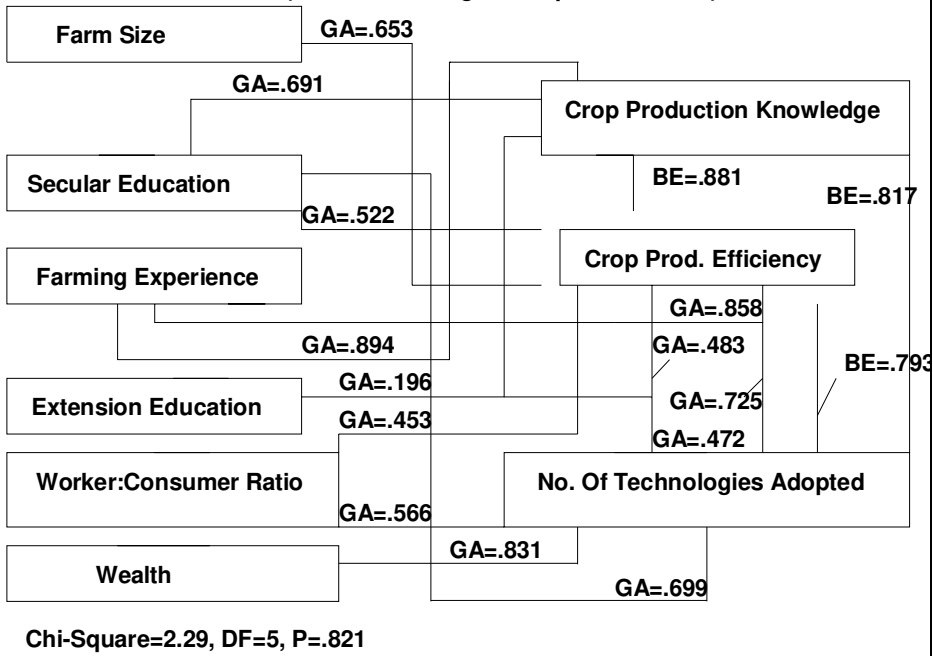 Farm Size
GA=.653
GA=.691
Crop Production Knowledge
Secular Education
BE=.881
BE=.817
GA=.522
Crop Prod. Efficiency
Farming Experience
GA=.858
GA=.894
GA=.483
BE=.793
GA=.196
Extension Education
GA=.725
GA=.453
GA=.472
Worker:Consumer Ratio
No. Of Technologies Adopted
GA=.566
GA=.831
Wealth
GA=.699
Chi-Square=2.29, DF=5, P=.821